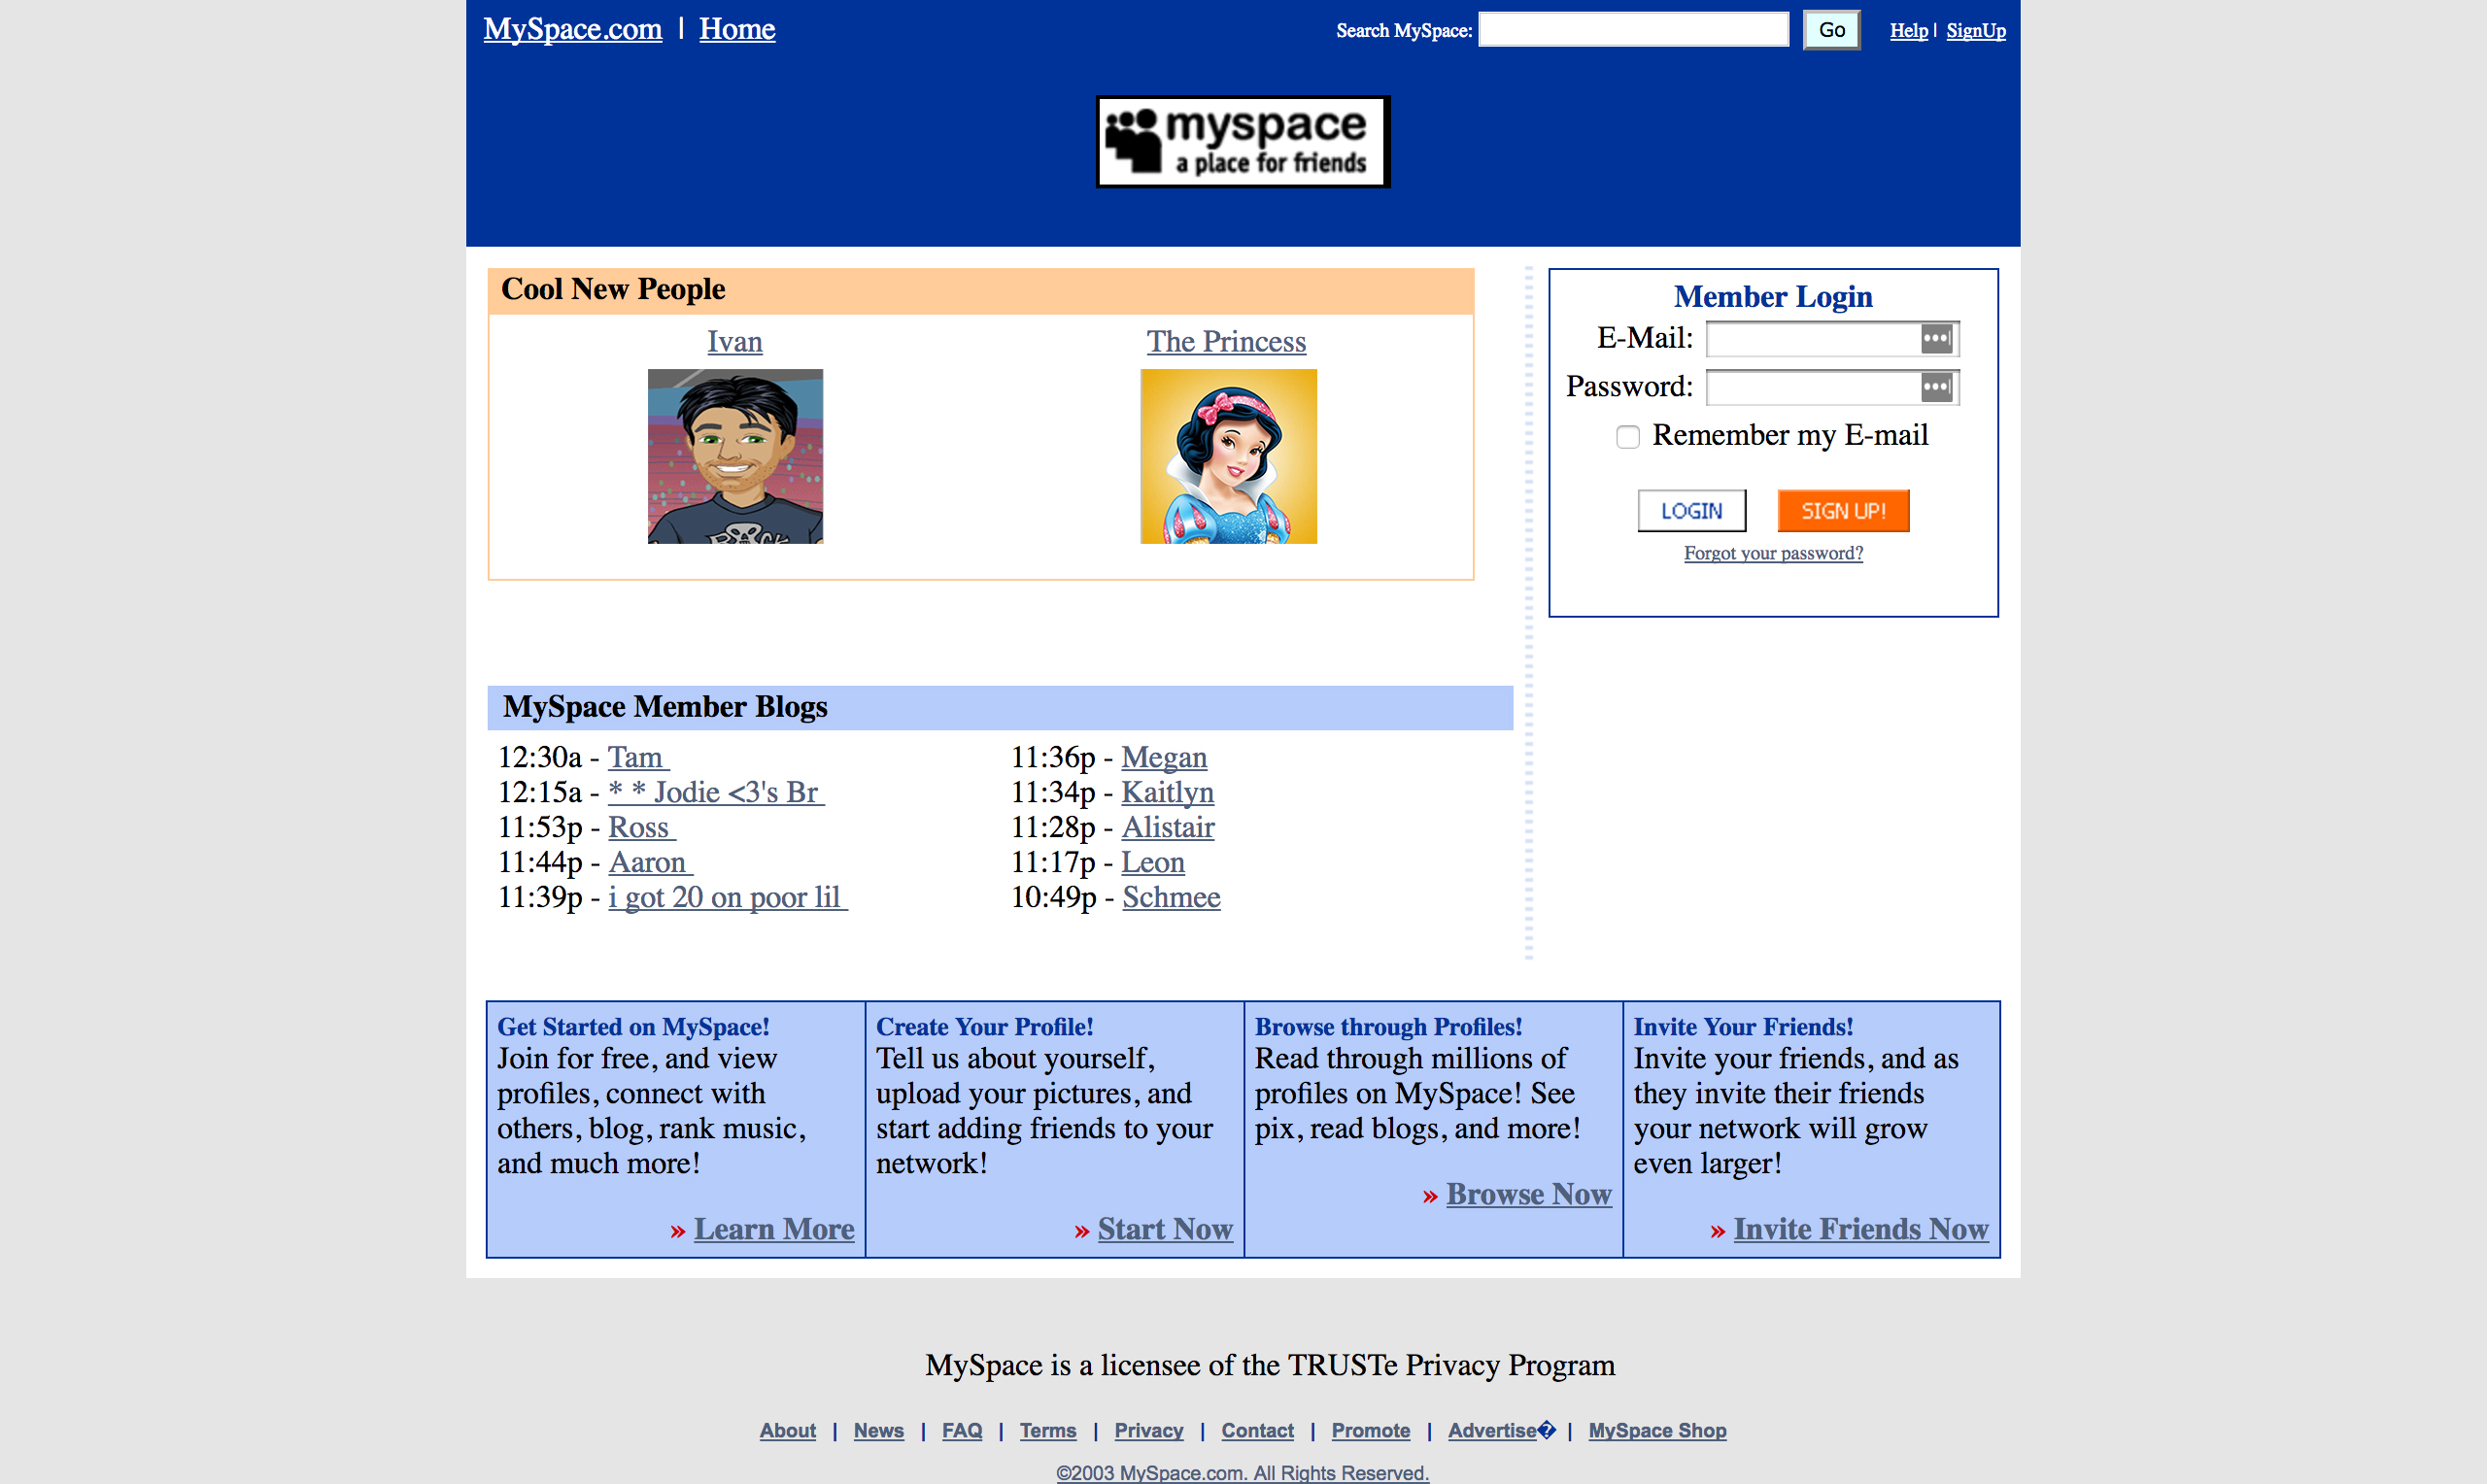 MySpace.com | Home
Search MySpace: Go Help | SignUp
myspace
a place for friends
Cool New People
Ivan
The Princess
Member Login
E-Mail:
Password:
Remember my E-mail
LOGIN SIGN UP!
Forgot your password?
MySpace Member Blogs
12:30a - Tam
12:15a - * * Jodie <3's Br
11:53p - Ross
11:44p - Aaron
11:39p - i got 20 on poor lil
11:36p - Megan
11:34p - Kaitlyn
11:28p - Alistair
11:17p - Leon
10:49p - Schmee
Get Started on MySpace!
Join for free, and view
profiles, connect with
others, blog, rank music,
and much more!
» Learn More
Create Your Profile!
Tell us about yourself,
upload your pictures, and
start adding friends to your
network!
» Start Now
Browse through Profiles!
Read through millions of
profiles on MySpace! See
pix, read blogs, and more!
» Browse Now
Invite Your Friends!
Invite your friends, and as
they invite their friends
your network will grow
even larger!
» Invite Friends Now
MySpace is a licensee of the TRUSTe Privacy Program
About | News | FAQ | Terms | Privacy | Contact | Promote | Advertise� | MySpace Shop
©2003 MySpace.com. All Rights Reserved.